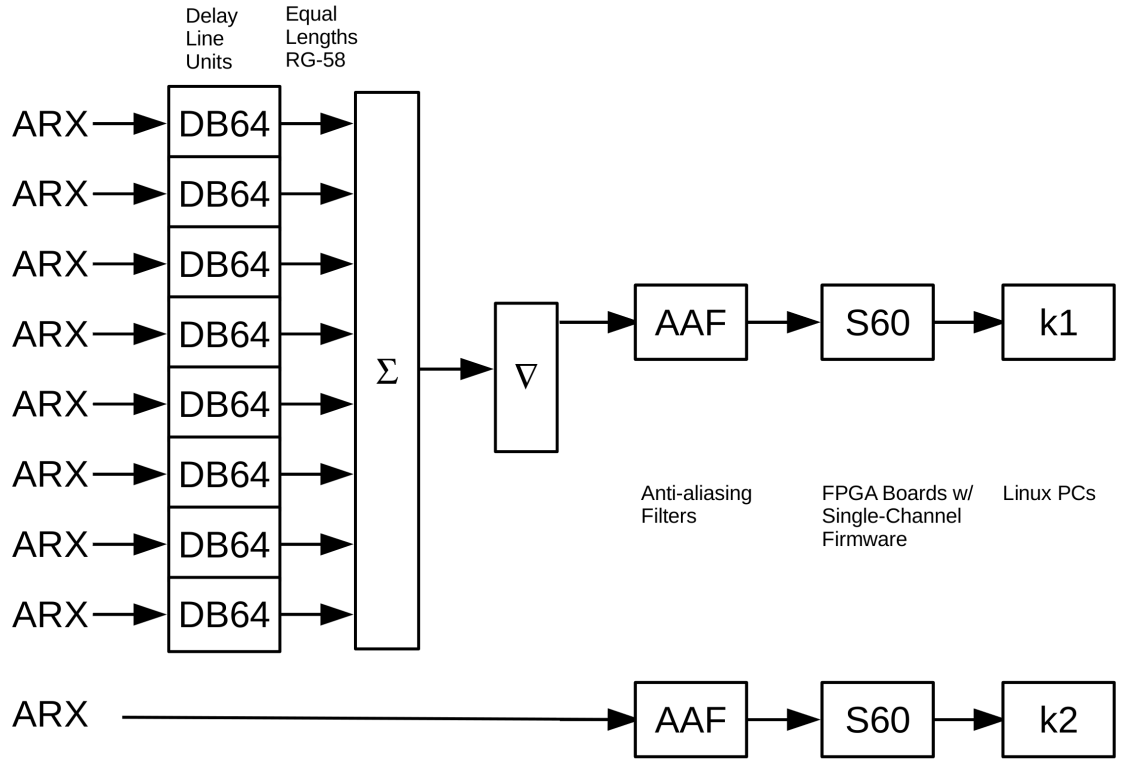 Delay
Line
Units
Equal
Lengths
RG-58
ARX DB64
ARX DB64
ARX DB64
ARX DB64
ARX DB64
ARX DB64
ARX DB64
ARX DB64
Σ
∇
AAF S60 k1
Anti-aliasing
Filters
FPGA Boards w/
Single-Channel
Firmware
Linux PCs
ARX AAF S60 k2